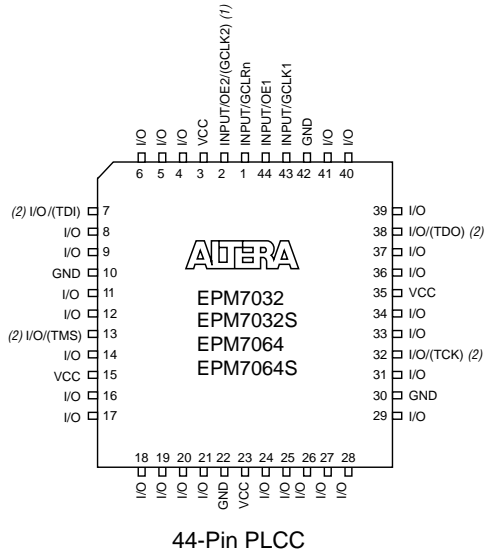 I/O
I/O
I/O
VCC
INPUT/OE2/(GCLK2) (1)
INPUT/GCLRn
INPUT/OE1
INPUT/GCLK1
GND
I/O
I/O
6 5 4 3 2 1 44 43 42 41 40
(2) I/O/(TDI) 7
I/O 8
I/O 9
GND 10
I/O 11
I/O 12
(2) I/O/(TMS) 13
I/O 14
VCC 15
I/O 16
I/O 17
ALTERA
EPM7032
EPM7032S
EPM7064
EPM7064S
39 I/O
38 I/O/(TDO) (2)
37 I/O
36 I/O
35 VCC
34 I/O
33 I/O
32 I/O/(TCK) (2)
31 I/O
30 GND
29 I/O
18 19 20 21 22 23 24 25 26 27 28
I/O
I/O
I/O
I/O
GND
VCC
I/O
I/O
I/O
I/O
I/O
44-Pin PLCC